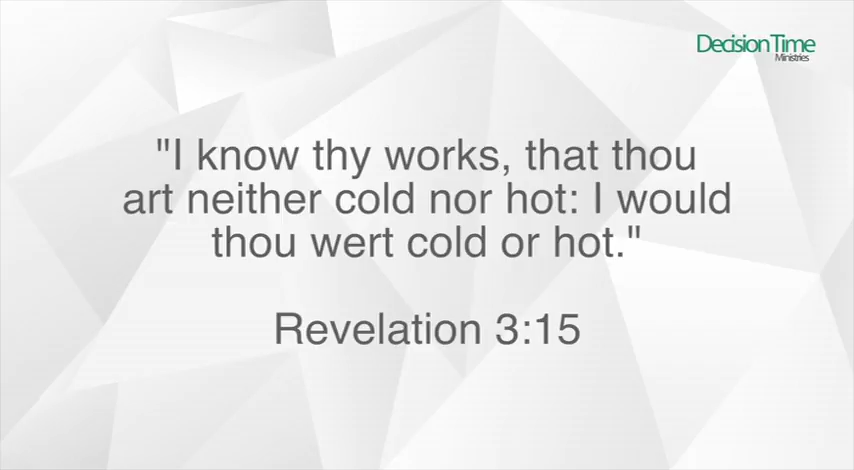 DecisionTime
Ministries
"I know thy works, that thou
art neither cold nor hot: I would
thou wert cold or hot."
Revelation 3:15